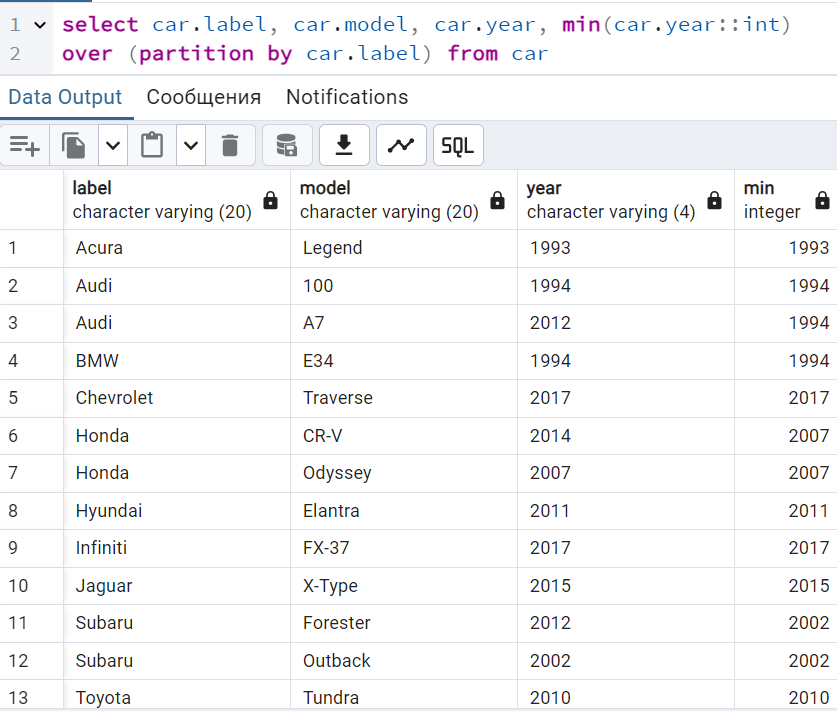 1 select car.label, car.model, car.year, min(car.year::int)
2 over (partition by car.label) from car
Data Output Сообщения Notifications
SQL
label model year min
character varying (20) character varying (20) character varying (4) integer
1 Acura Legend 1993 1993
2 Audi 100 1994 1994
3 Audi A7 2012 1994
4 BMW E34 1994 1994
5 Chevrolet Traverse 2017 2017
6 Honda CR-V 2014 2007
7 Honda Odyssey 2007 2007
8 Hyundai Elantra 2011 2011
9 Infiniti FX-37 2017 2017
10 Jaguar X-Type 2015 2015
11 Subaru Forester 2012 2002
12 Subaru Outback 2002 2002
13 Toyota Tundra 2010 2010